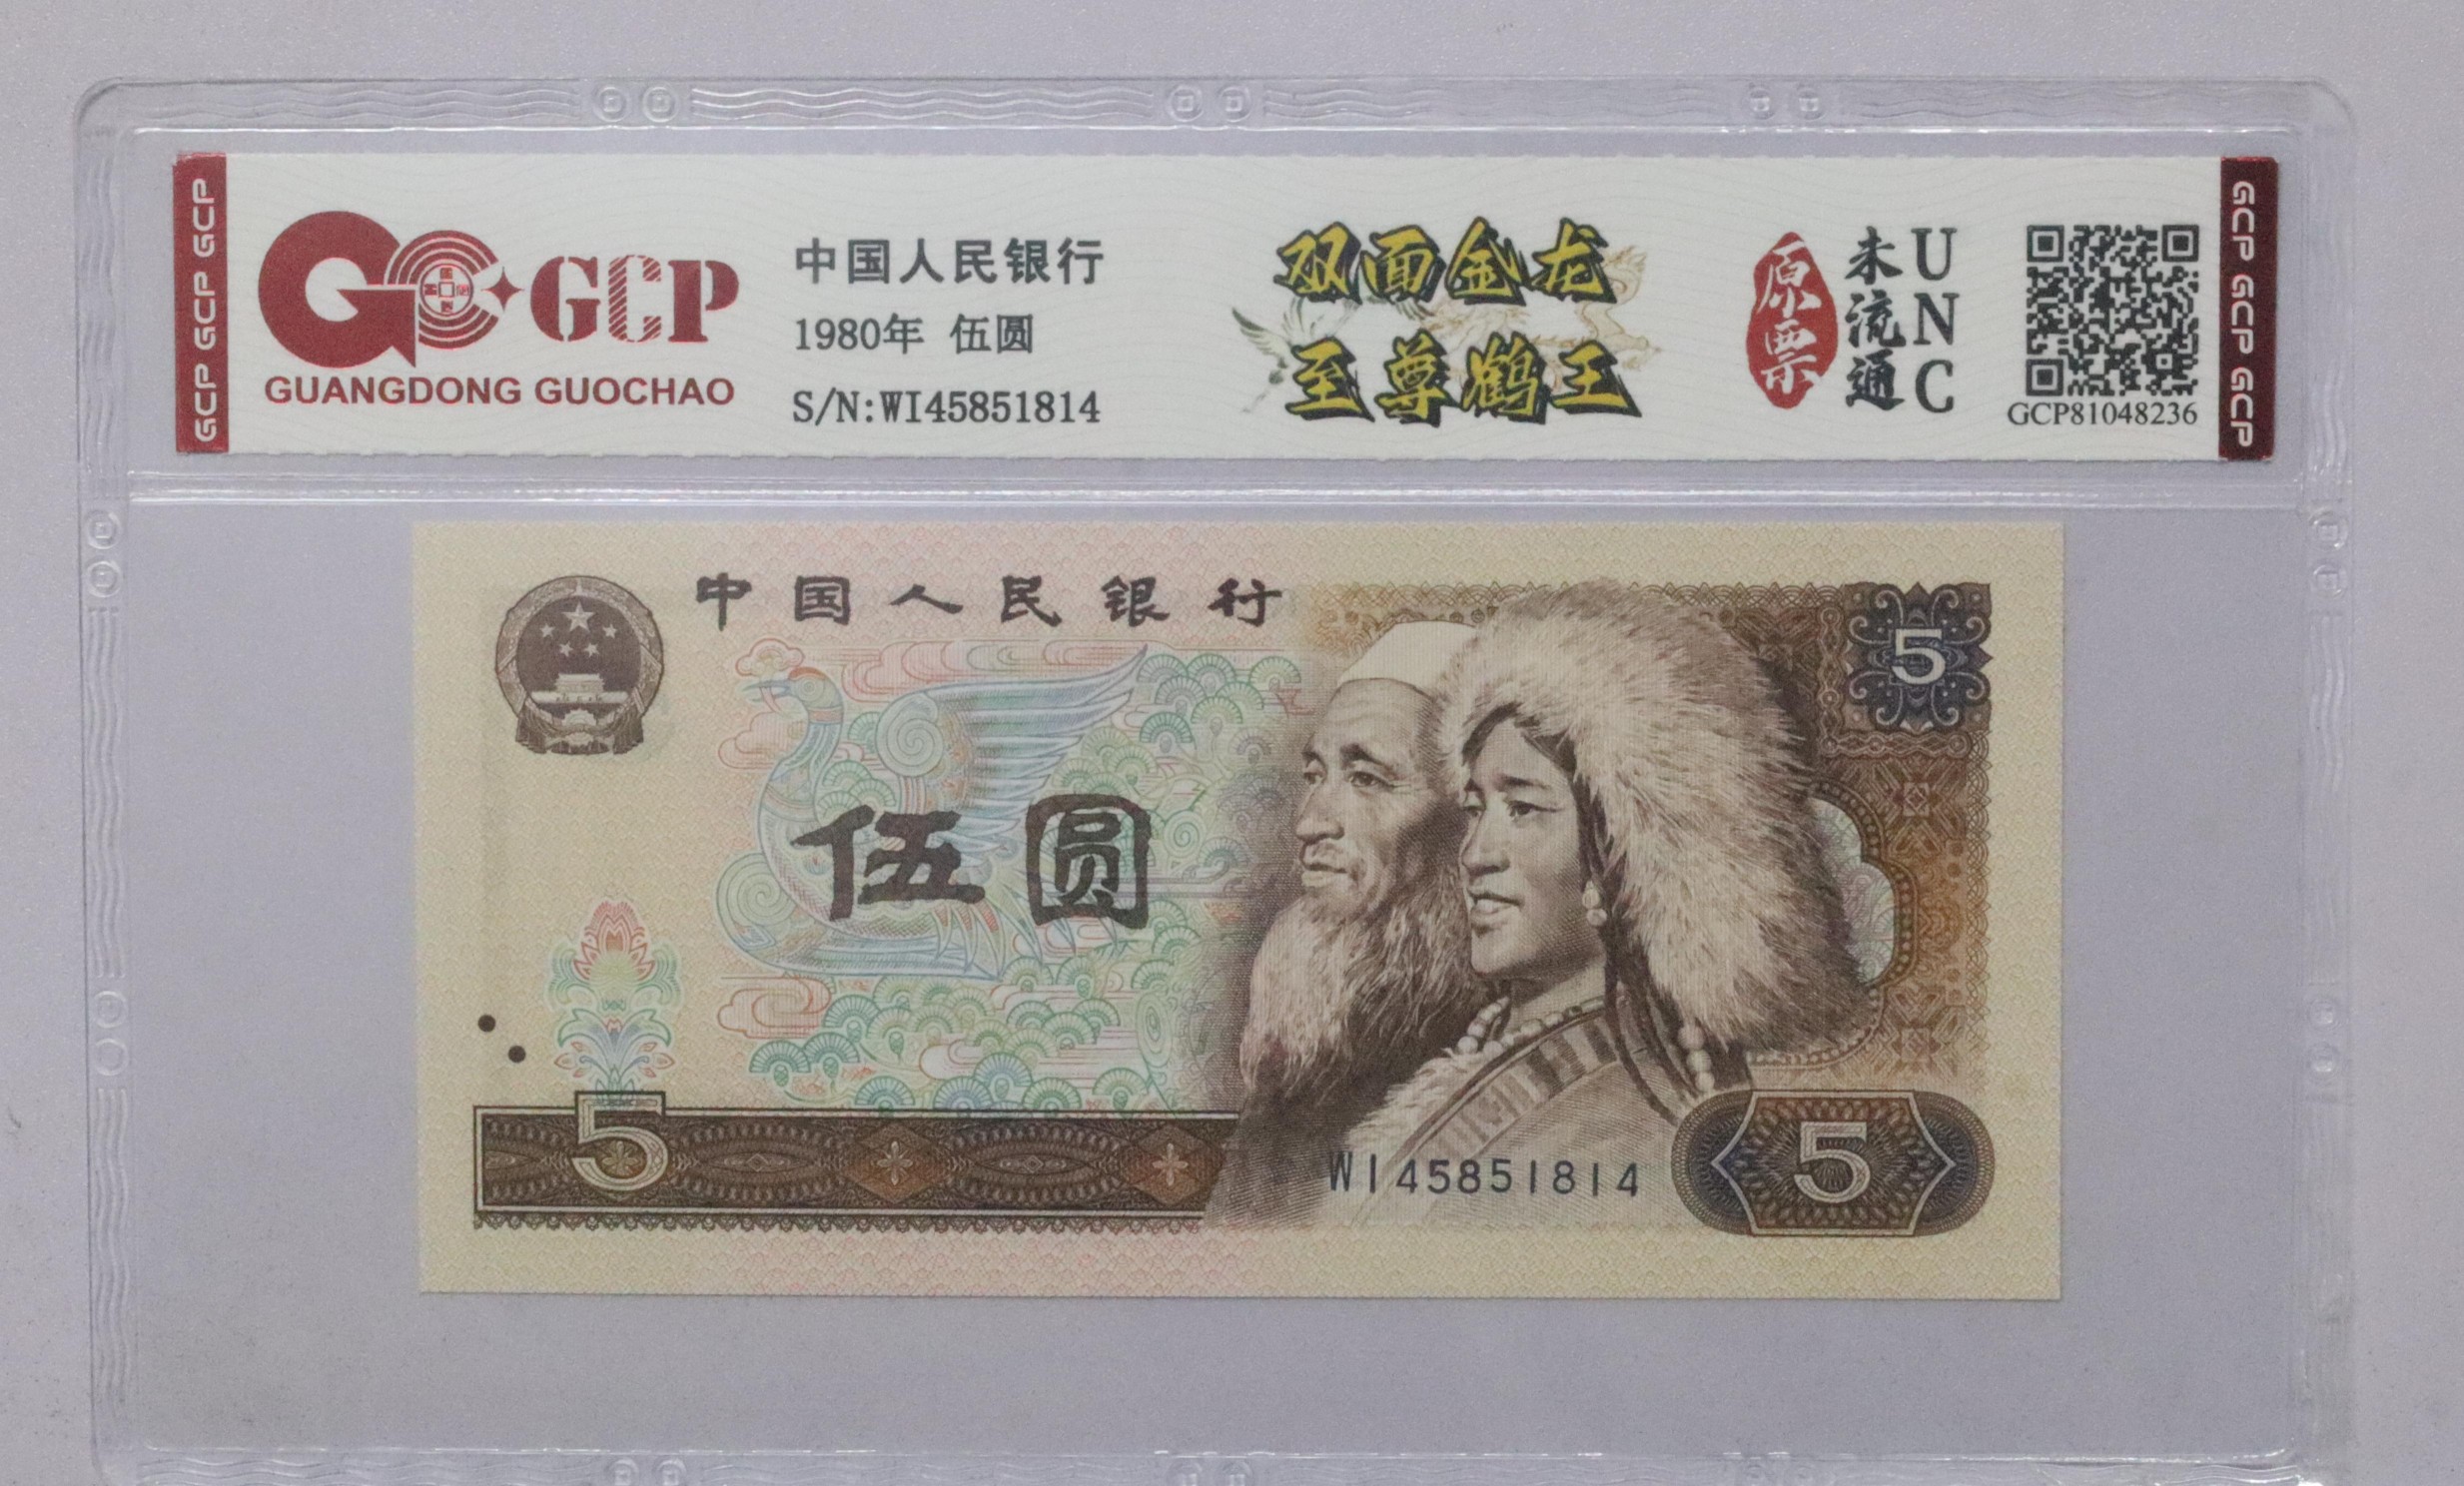 GCP GCP GCP
GCP
GUANGDONG GUOCHAO
中国人民银行
1980年 伍圆
S/N:WI45851814
双面金龙
至尊鹤王
原票
未流通
UNC
GCP81048236
GCP GCP GCP
中国人民银行
5
伍圆
5
WI45851814
5